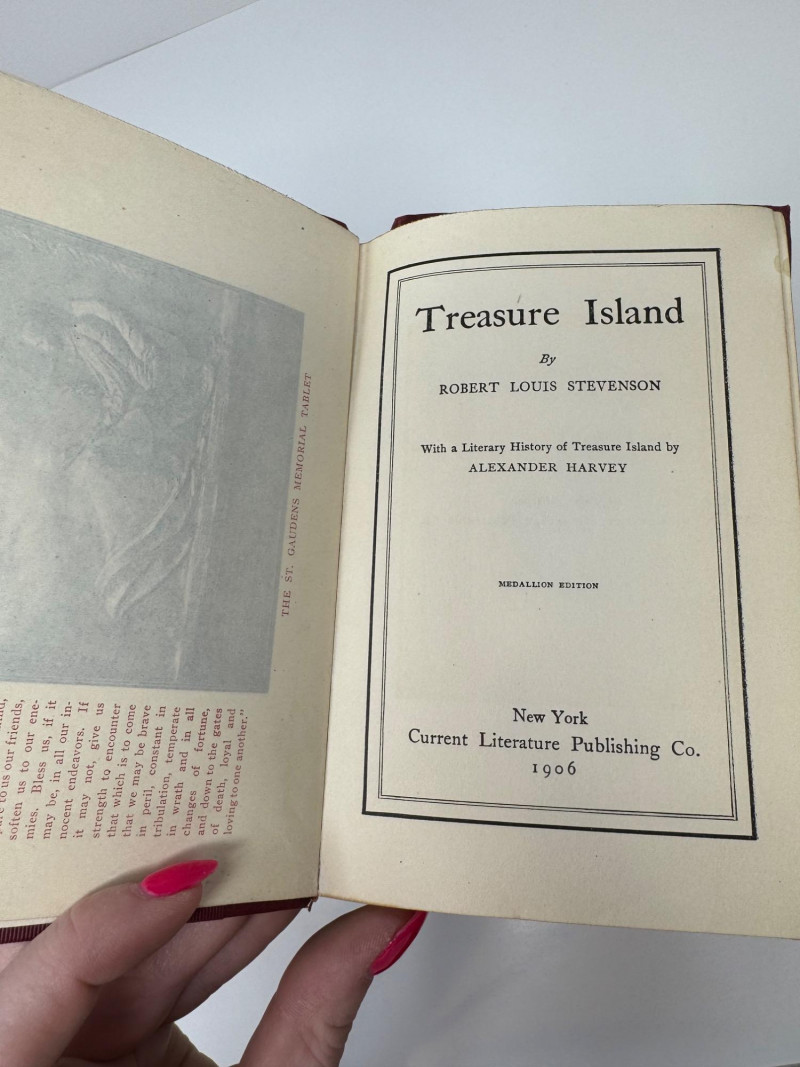 THE ST. GAUDENS MEMORIAL TABLET
to us our friends,
soften us to our ene-
mies. Bless us, if it
may be, in all our in-
nocent endeavors. If
it may not, give us
strength to encounter
that which is to come
that we may be brave
in peril, constant in
tribulation, temperate
in wrath and in all
changes of fortune,
and down to the gates
of death, loyal and
loving to one another."
Treasure Island
By
ROBERT LOUIS STEVENSON
With a Literary History of Treasure Island by
ALEXANDER HARVEY
MEDALLION EDITION
New York
Current Literature Publishing Co.
1906